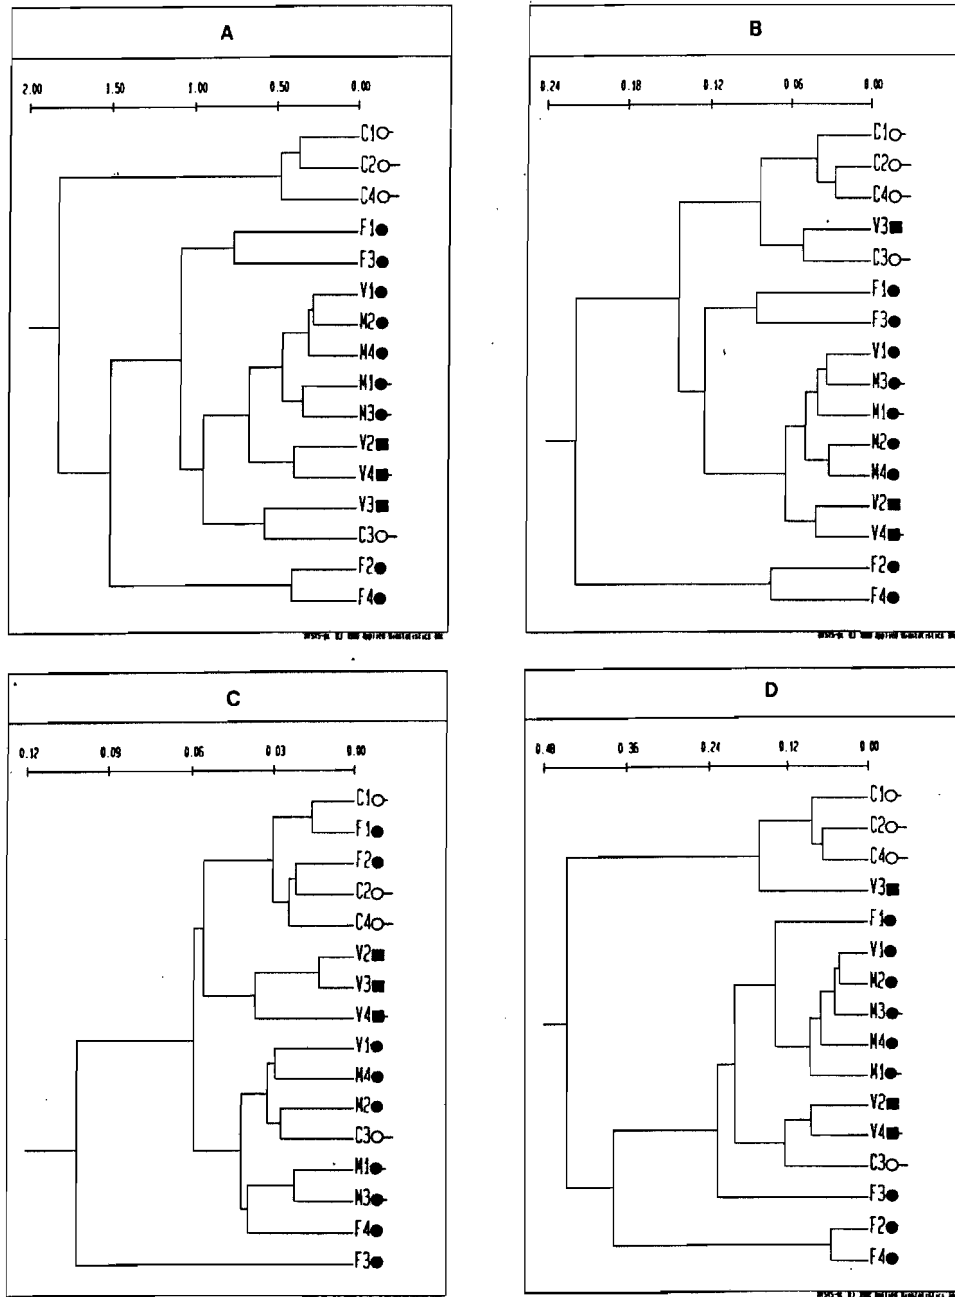 A
2.00 1.50 1.00 0.50 0.00
C1
C2
C4
F1
F3
V1
M2
M4
M1
M3
V2
V4
V3
C3
F2
F4
B
0.24 0.18 0.12 0.06 0.00
C1
C2
C4
V3
C3
F1
F3
V1
M3
M1
M2
M4
V2
V4
F2
F4
C
0.12 0.09 0.06 0.03 0.00
C1
F1
F2
C2
C4
V2
V3
V4
V1
M4
M2
C3
M1
M3
F4
F3
D
0.48 0.36 0.24 0.12 0.00
C1
C2
C4
V3
F1
V1
M2
M3
M4
M1
V2
V4
C3
F3
F2
F4